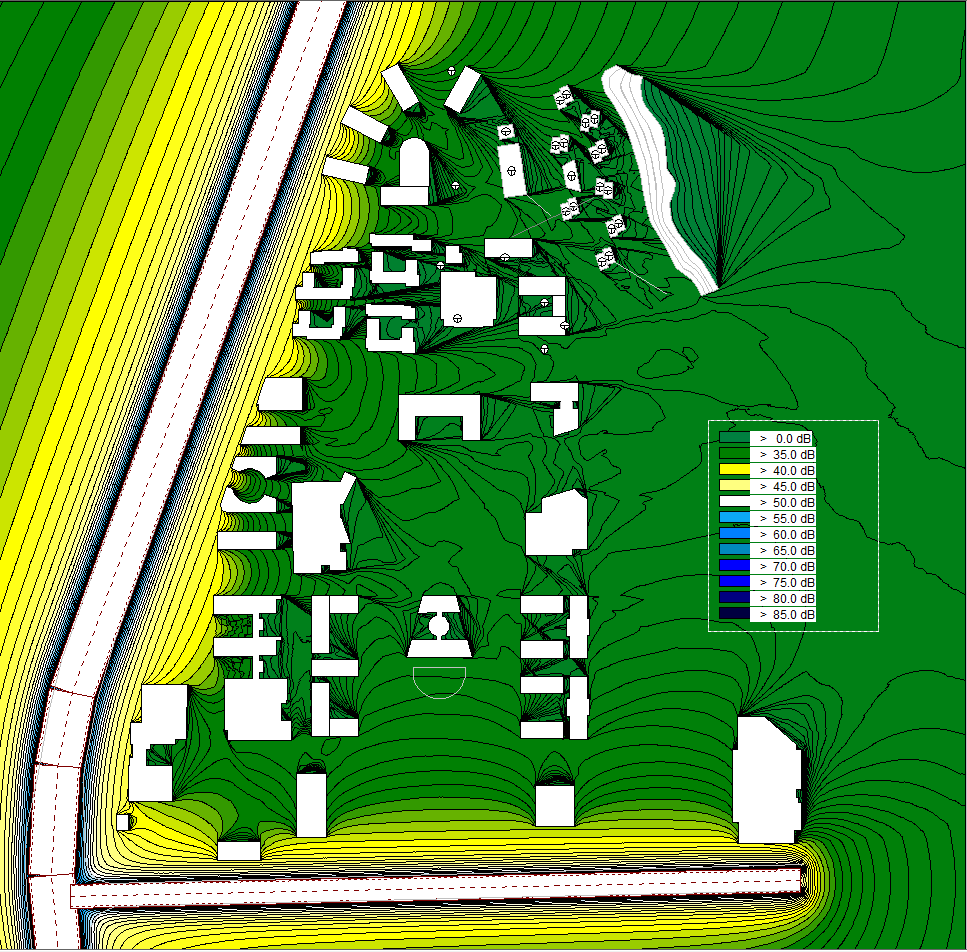 > 0.0 dB
> 35.0 dB
> 40.0 dB
> 45.0 dB
> 50.0 dB
> 55.0 dB
> 60.0 dB
> 65.0 dB
> 70.0 dB
> 75.0 dB
> 80.0 dB
> 85.0 dB